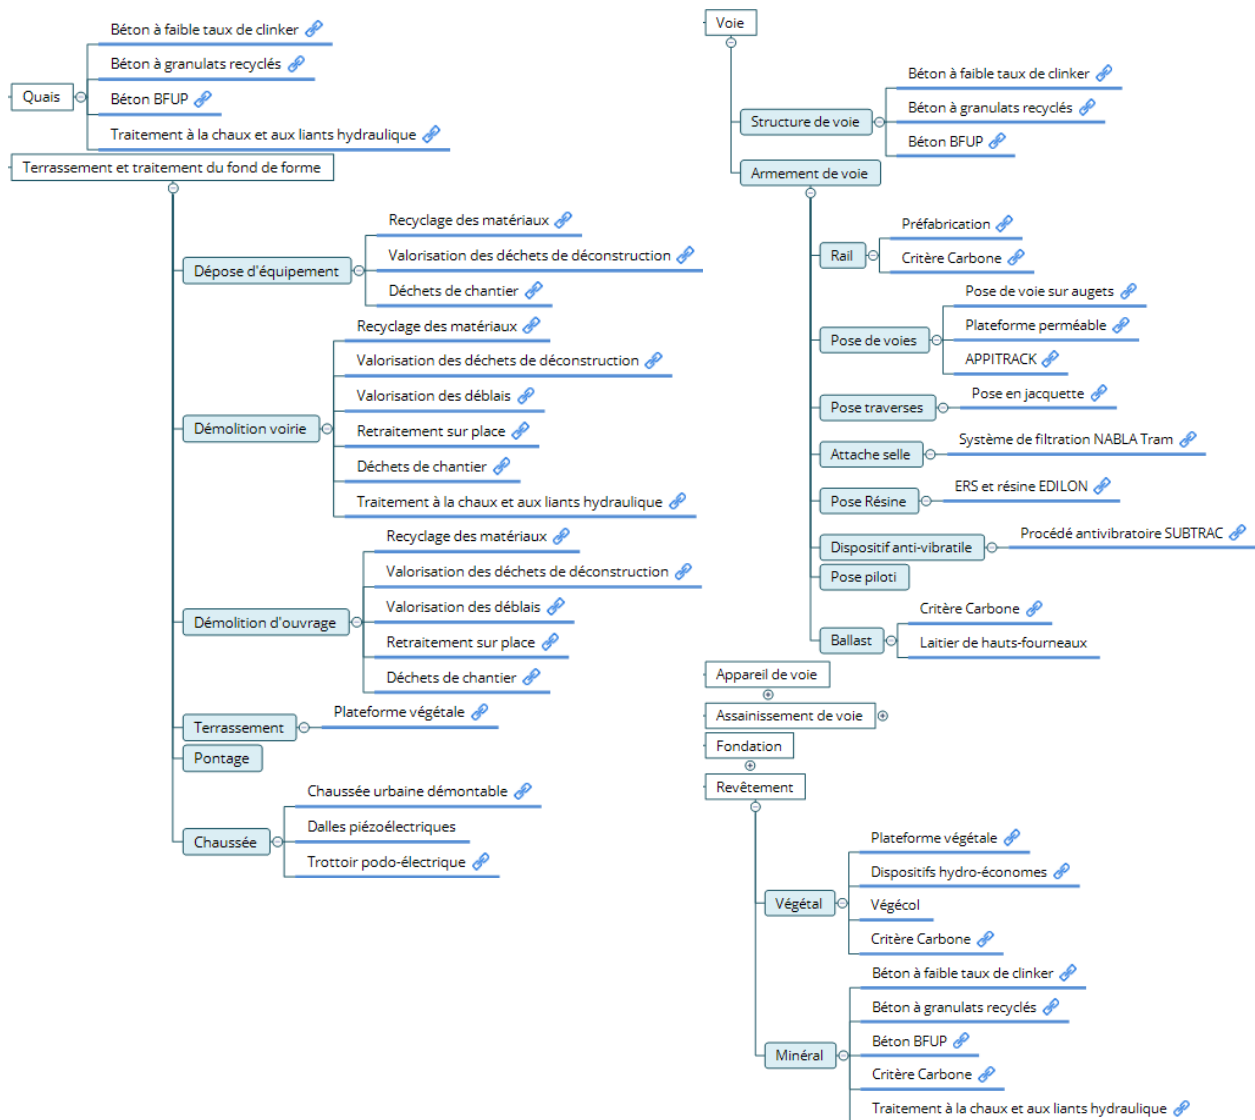 Quais
Béton à faible taux de clinker
Béton à granulats recyclés
Béton BFUP
Traitement à la chaux et aux liants hydraulique
Terrassement et traitement du fond de forme
Dépose d'équipement
Recyclage des matériaux
Valorisation des déchets de déconstruction
Déchets de chantier
Démolition voirie
Recyclage des matériaux
Valorisation des déchets de déconstruction
Valorisation des déblais
Retraitement sur place
Déchets de chantier
Traitement à la chaux et aux liants hydraulique
Démolition d'ouvrage
Recyclage des matériaux
Valorisation des déchets de déconstruction
Valorisation des déblais
Retraitement sur place
Déchets de chantier
Terrassement
Plateforme végétale
Pontage
Chaussée
Chaussée urbaine démontable
Dalles piézoélectriques
Trottoir podo-électrique
Voie
Structure de voie
Béton à faible taux de clinker
Béton à granulats recyclés
Béton BFUP
Armement de voie
Rail
Préfabrication
Critère Carbone
Pose de voies
Pose de voie sur augets
Plateforme perméable
APPITRACK
Pose traverses
Pose en jacquette
Attache selle
Système de filtration NABLA Tram
Pose Résine
ERS et résine EDILON
Dispositif anti-vibratile
Procédé antivibratoire SUBTRAC
Pose piloti
Ballast
Critère Carbone
Laitier de hauts-fourneaux
Appareil de voie
Assainissement de voie
Fondation
Revêtement
Végétal
Plateforme végétale
Dispositifs hydro-économes
Végécol
Critère Carbone
Minéral
Béton à faible taux de clinker
Béton à granulats recyclés
Béton BFUP
Critère Carbone
Traitement à la chaux et aux liants hydraulique